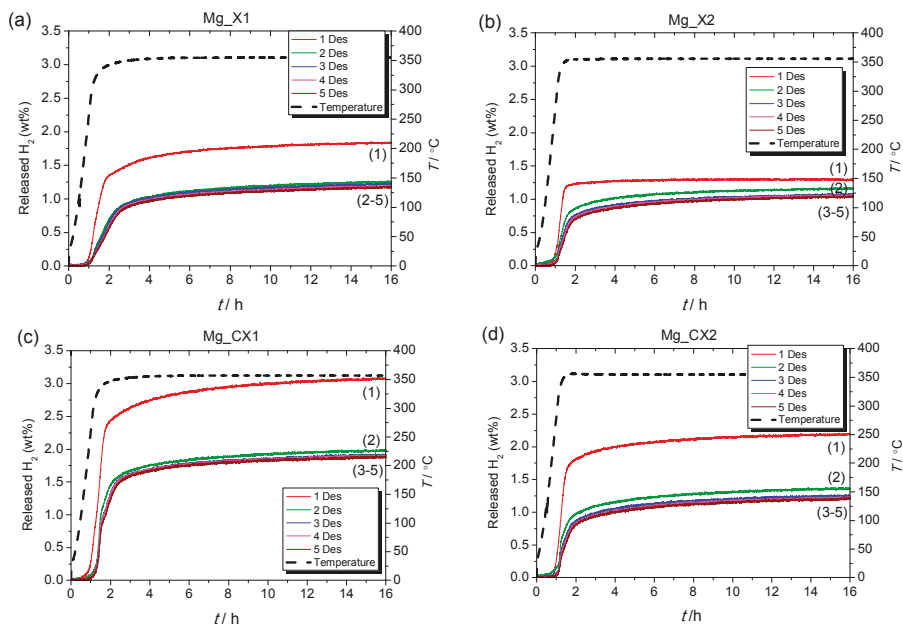 (a) Mg_X1
Released H2 (wt%)
3.5
3.0
2.5
2.0
1.5
1.0
0.5
0.0
1 Des
2 Des
3 Des
4 Des
5 Des
Temperature
(1)
(2-5)
400
350
300
250
200
150
100
50
0
T / °C
0 2 4 6 8 10 12 14 16
t / h
(b) Mg_X2
Released H2 (wt%)
3.5
3.0
2.5
2.0
1.5
1.0
0.5
0.0
1 Des
2 Des
3 Des
4 Des
5 Des
Temperature
(1)
(2)
(3-5)
400
350
300
250
200
150
100
50
0
T / °C
0 2 4 6 8 10 12 14 16
t / h
(c) Mg_CX1
Released H2 (wt%)
3.5
3.0
2.5
2.0
1.5
1.0
0.5
0.0
(1)
(2)
(3-5)
1 Des
2 Des
3 Des
4 Des
5 Des
Temperature
400
350
300
250
200
150
100
50
0
T / °C
0 2 4 6 8 10 12 14 16
t / h
(d) Mg_CX2
Released H2 (wt%)
3.5
3.0
2.5
2.0
1.5
1.0
0.5
0.0
1 Des
2 Des
3 Des
4 Des
5 Des
Temperature
(1)
(2)
(3-5)
400
350
300
250
200
150
100
50
0
T / °C
0 2 4 6 8 10 12 14 16
t / h